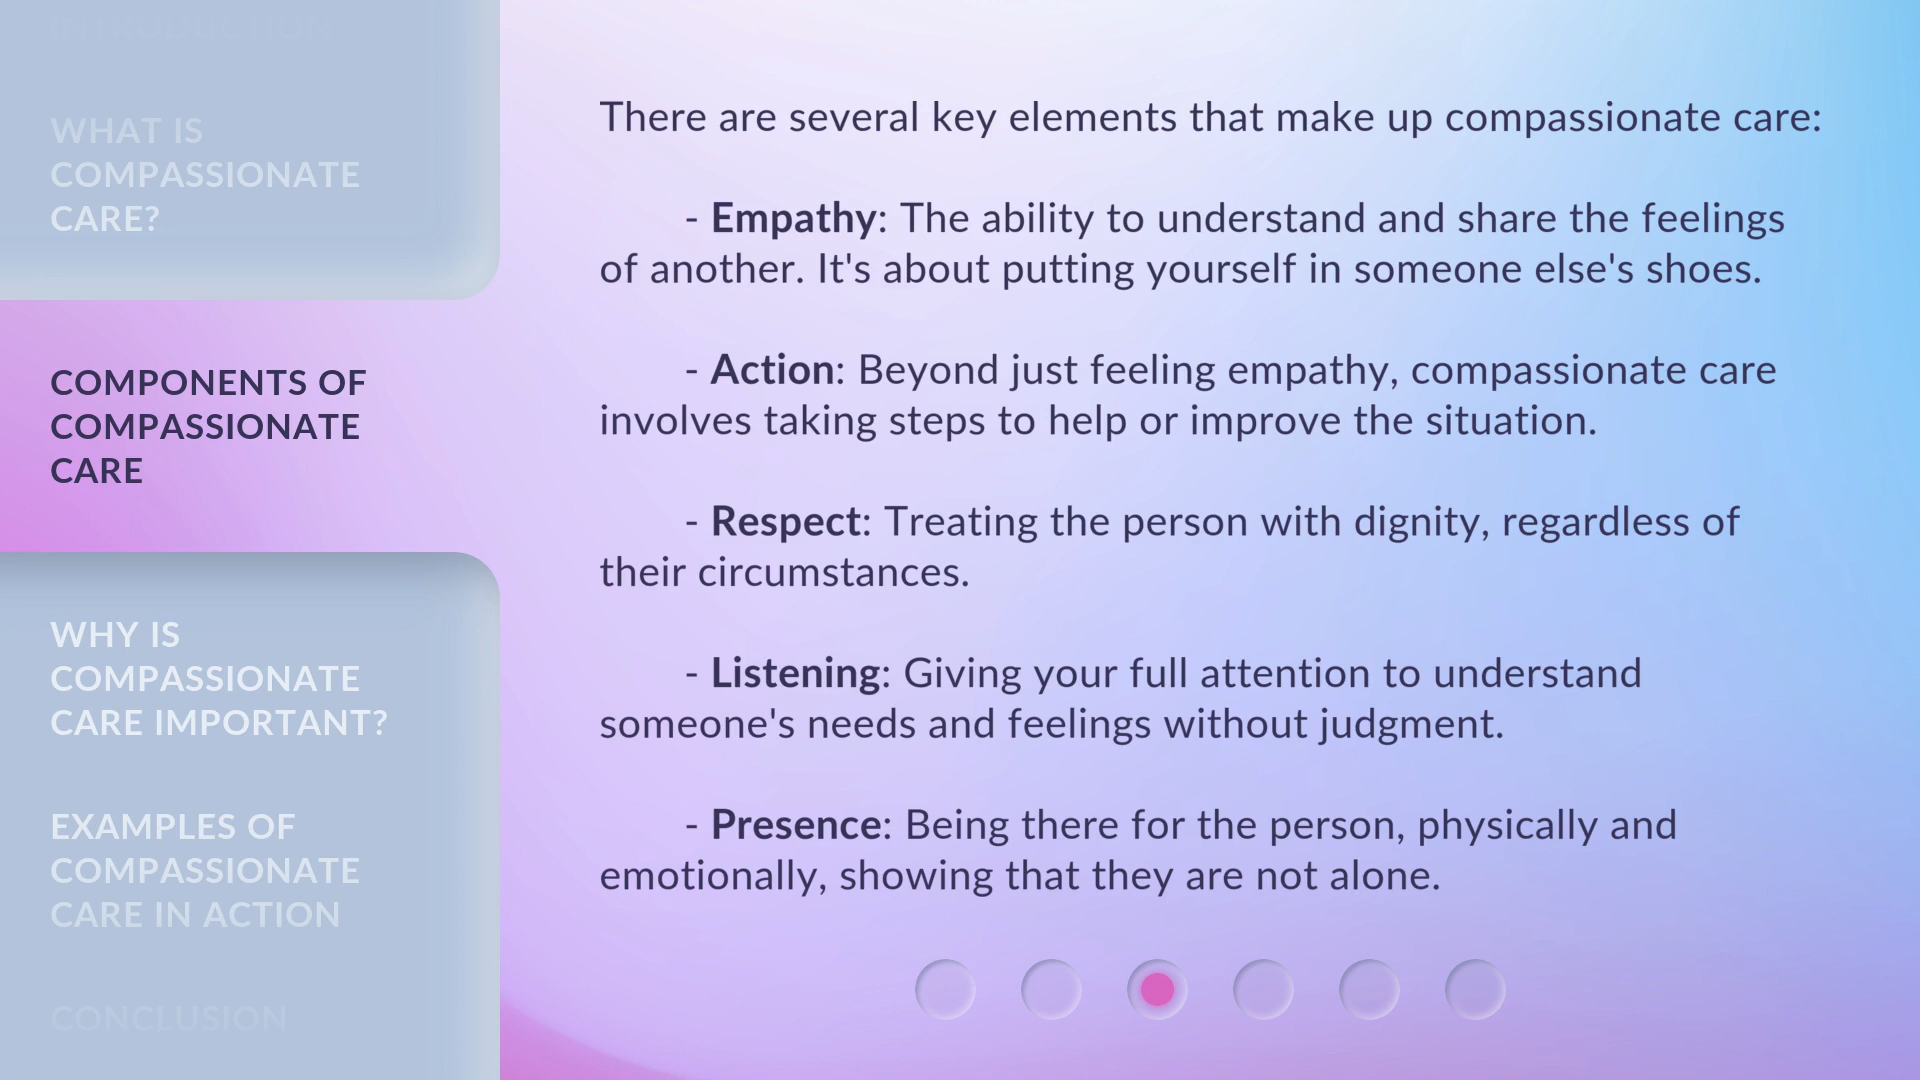 INTRODUCTION
WHAT IS
COMPASSIONATE
CARE?
COMPONENTS OF
COMPASSIONATE
CARE
WHY IS
COMPASSIONATE
CARE IMPORTANT?
EXAMPLES OF
COMPASSIONATE
CARE IN ACTION
CONCLUSION
There are several key elements that make up compassionate care:
- Empathy: The ability to understand and share the feelings
of another. It's about putting yourself in someone else's shoes.
- Action: Beyond just feeling empathy, compassionate care
involves taking steps to help or improve the situation.
- Respect: Treating the person with dignity, regardless of
their circumstances.
- Listening: Giving your full attention to understand
someone's needs and feelings without judgment.
- Presence: Being there for the person, physically and
emotionally, showing that they are not alone.